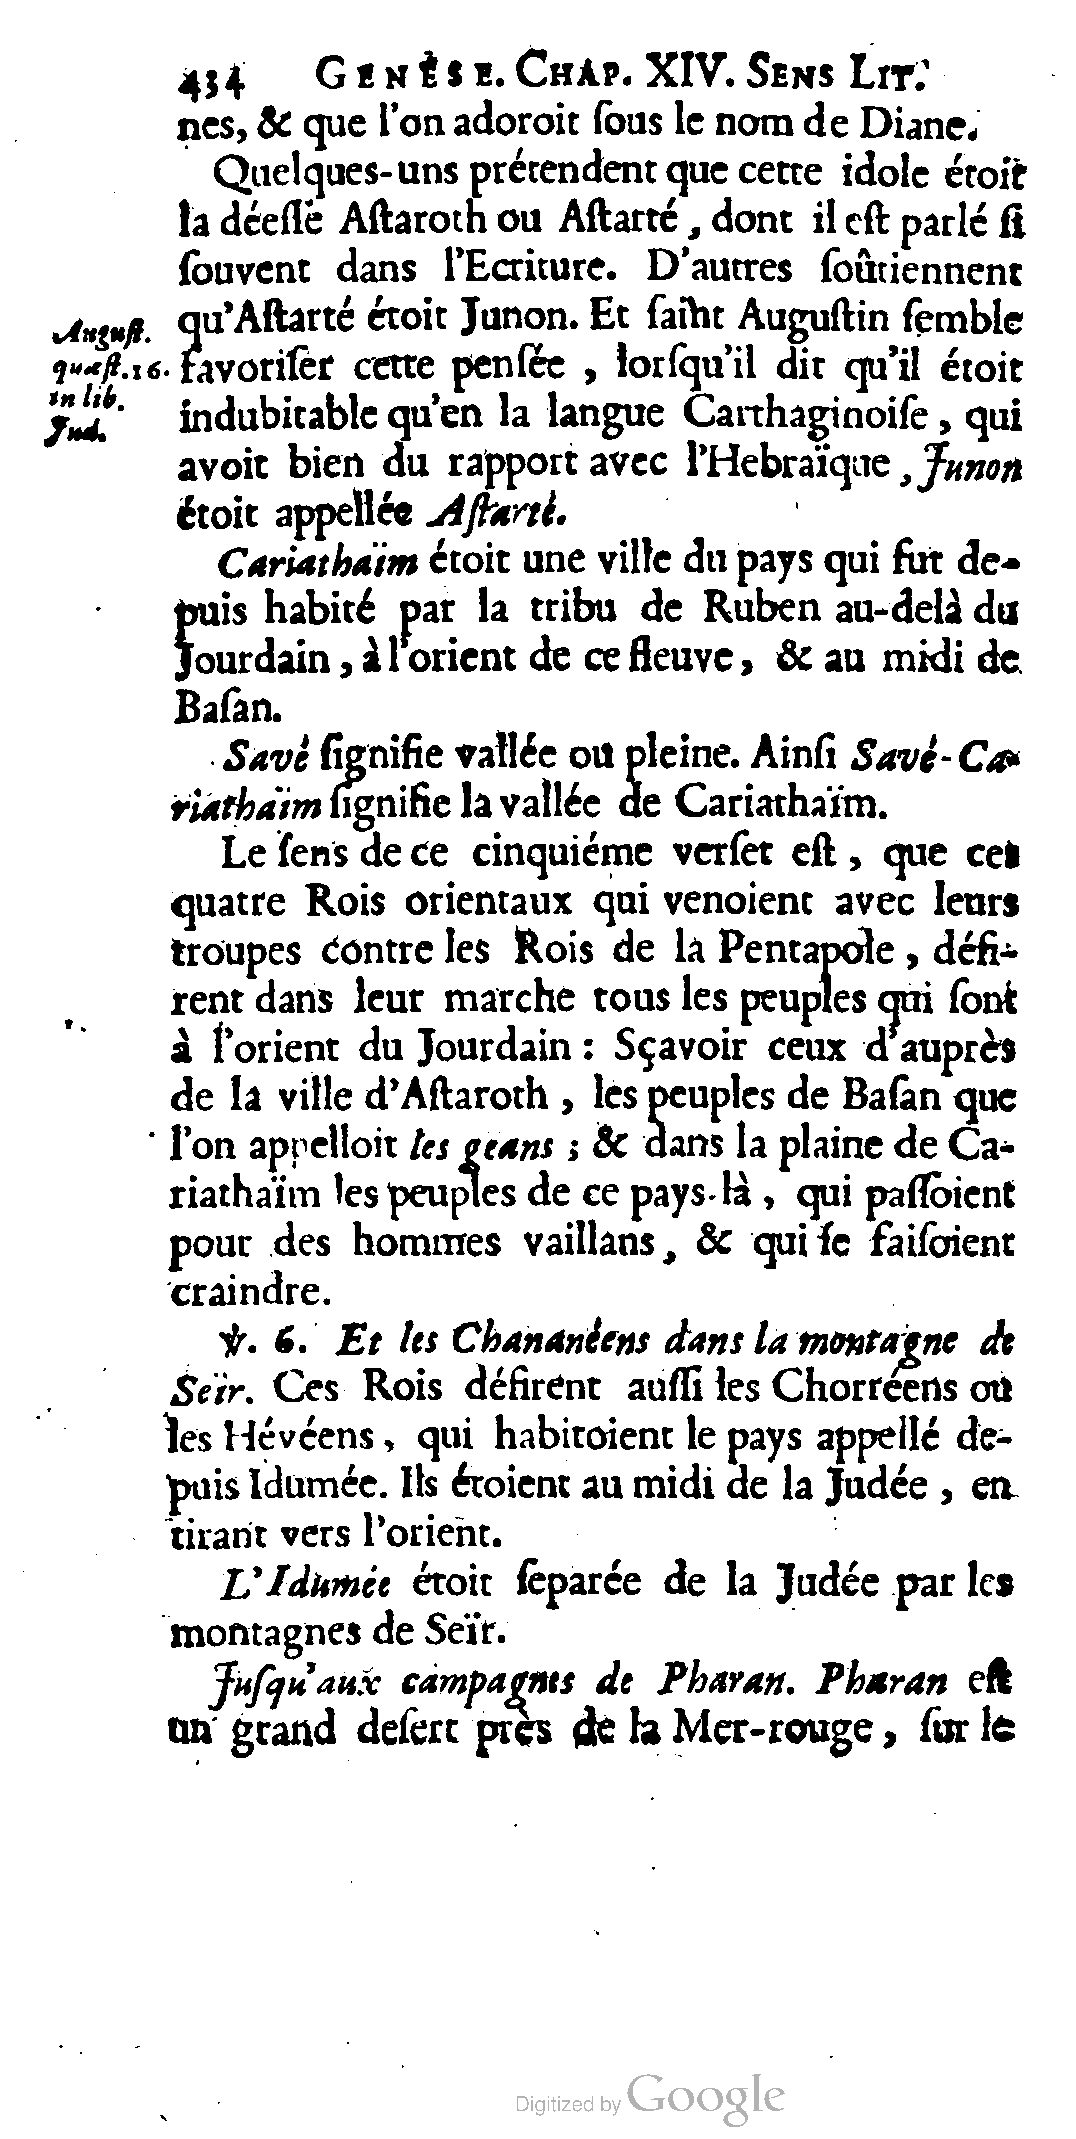 434 GENÈSE. CHAP. XIV. SENS LIT.
nes, & que l'on adoroit ſous le nom de Diane.
Quelques-uns prétendent que cette idole étoit
la déeſſe Aſtaroth ou Aſtarté, dont il eſt parlé ſi
ſouvent dans l'Ecriture. D'autres ſoûtiennent
qu'Aſtarté étoit Junon. Et ſaint Auguſtin ſemble
favoriſer cette penſée, lorſqu'il dit qu'il étoit
indubitable qu'en la langue Carthaginoiſe, qui
avoit bien du rapport avec l'Hebraïque, Junon
étoit appellée Aſtarté.
Auguſt.
quæſt. 16.
in lib.
Jud.
Cariathaïm étoit une ville du pays qui fut de-
puis habité par la tribu de Ruben au-delà du
Jourdain, à l'orient de ce fleuve, & au midi de
Baſan.
Savé ſignifie vallée ou pleine. Ainſi Savé-Ca-
riathaïm ſignifie la vallée de Cariathaïm.
Le ſens de ce cinquiéme verſet eſt, que ces
quatre Rois orientaux qui venoient avec leurs
troupes contre les Rois de la Pentapole, défi-
rent dans leur marche tous les peuples qui ſont
à l'orient du Jourdain: Sçavoir ceux d'auprès
de la ville d'Aſtaroth, les peuples de Baſan que
l'on appelloit les geans; & dans la plaine de Ca-
riathaïm les peuples de ce pays-là, qui paſſoient
pour des hommes vaillans, & qui ſe faiſoient
craindre.
℣. 6. Et les Chananéens dans la montagne de
Seïr. Ces Rois défirent auſſi les Chorréens ou
les Hévéens, qui habitoient le pays appellé de-
puis Idumée. Ils étoient au midi de la Judée, en
tirant vers l'orient.
L'Idumée étoit ſeparée de la Judée par les
montagnes de Seïr.
Juſqu'aux campagnes de Pharan. Pharan eſt
un grand deſert près de la Mer-rouge, ſur le
Digitized by Google